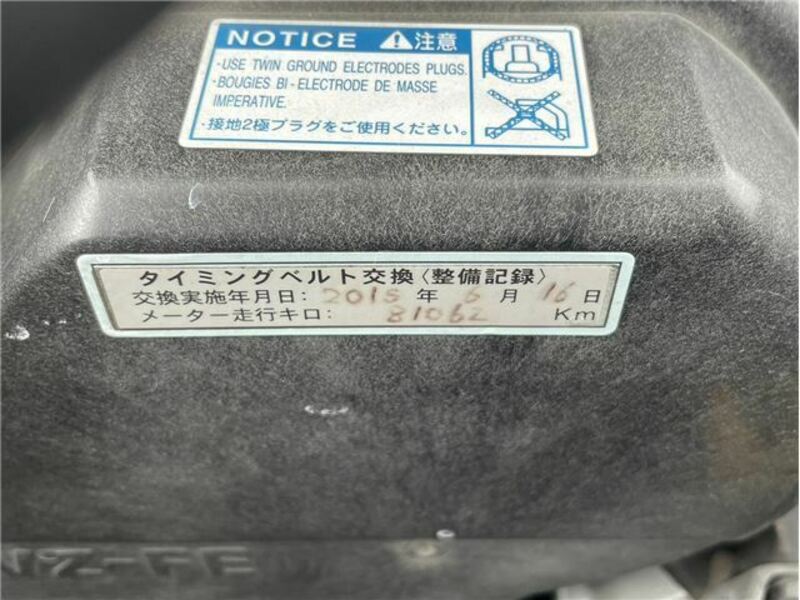 NOTICE ⚠注意
·USE TWIN GROUND ELECTRODES PLUGS.
·BOUGIES BI-ELECTRODE DE MASSE
IMPERATIVE.
·接地2極プラグをご使用ください。
タイミングベルト交換〈整備記録〉
交換実施年月日: 2015 年 6 月 16 日
メーター走行キロ: 81062 Km